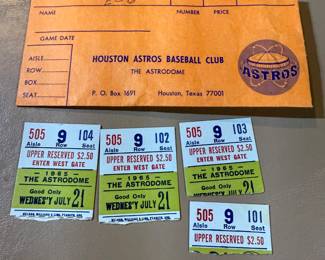 NAME NUMBER PRICE
GAME DATE
AISLE
ROW
BOX
SEAT
HOUSTON ASTROS BASEBALL CLUB
THE ASTRODOME
P. O. Box 1691 Houston, Texas 77001
ASTROS
505 9 104
Aisle Row Seat
UPPER RESERVED $2.50
ENTER WEST GATE
1965
THE ASTRODOME
Good Only
WEDNES'Y JULY 21
505 9 102
Aisle Row Seat
UPPER RESERVED $2.50
ENTER WEST GATE
1965
THE ASTRODOME
Good Only
WEDNES'Y JULY 21
505 9 103
Aisle Row Seat
UPPER RESERVED $2.50
ENTER WEST GATE
1965
THE ASTRODOME
Good Only
WEDNES'Y JULY 21
505 9 101
Aisle Row Seat
UPPER RESERVED $2.50